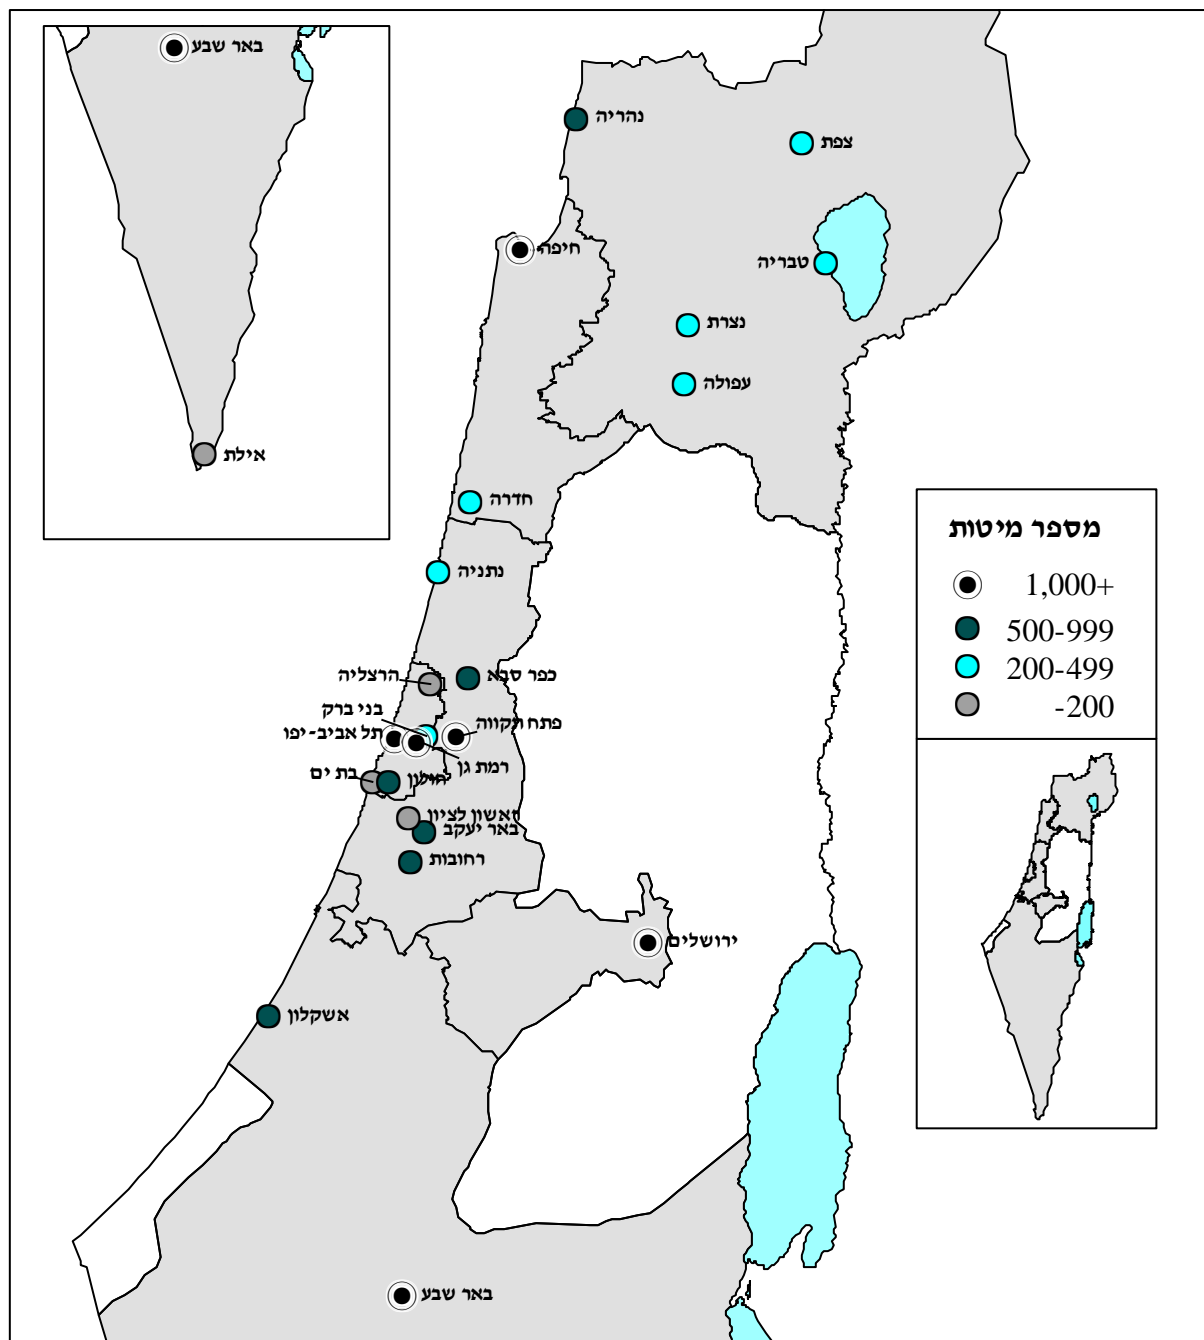 באר שבע
אילת
נהריה
צפת
חיפה
טבריה
נצרת
עפולה
חדרה
נתניה
הרצליה
כפר סבא
בני ברק
פתח תקווה
תל אביב-יפו
רמת גן
בת ים
חולון
ראשון לציון
באר יעקב
רחובות
ירושלים
אשקלון
באר שבע
מספר מיטות
1,000+
500-999
200-499
-200